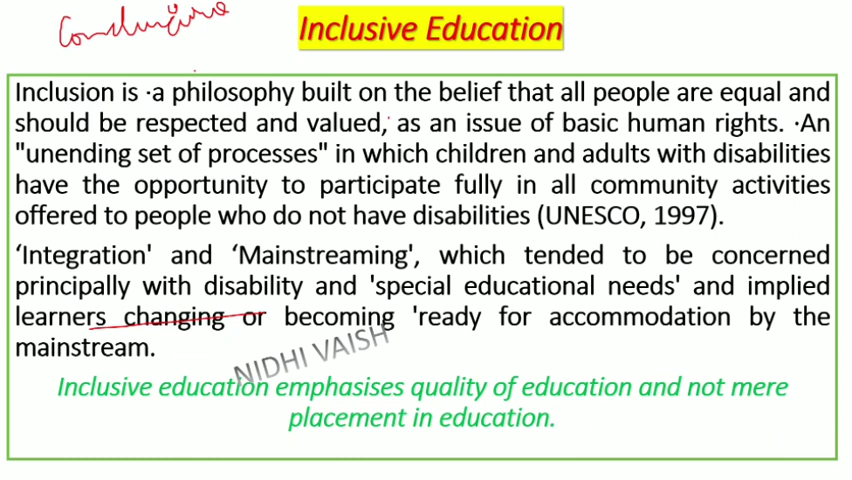 Conducive
Inclusive Education
Inclusion is ·a philosophy built on the belief that all people are equal and
should be respected and valued, as an issue of basic human rights. ·An
"unending set of processes" in which children and adults with disabilities
have the opportunity to participate fully in all community activities
offered to people who do not have disabilities (UNESCO, 1997).
‘Integration' and ‘Mainstreaming', which tended to be concerned
principally with disability and 'special educational needs' and implied
learners changing or becoming 'ready for accommodation by the
mainstream.
NIDHI VAISH
Inclusive education emphasises quality of education and not mere
placement in education.